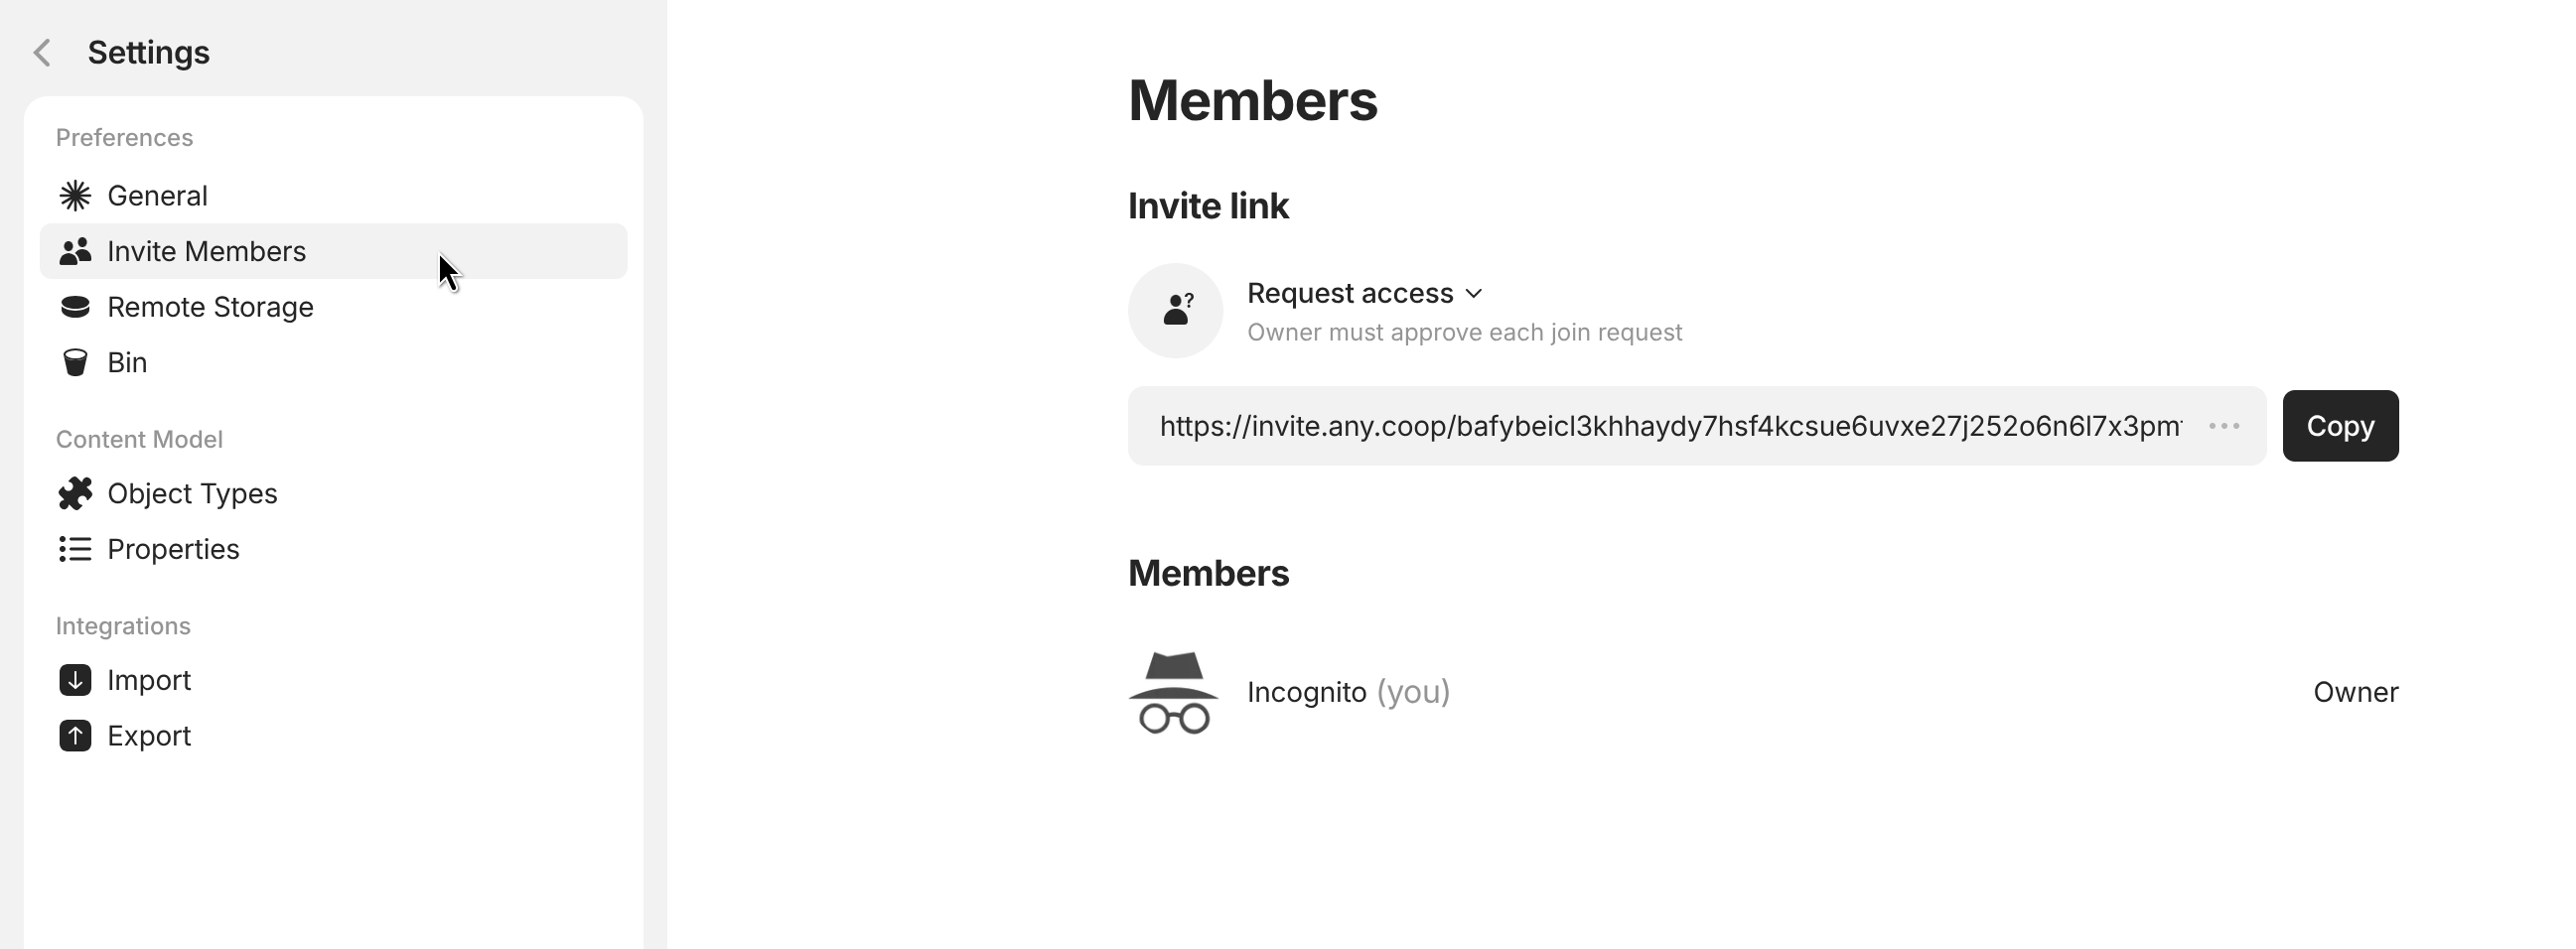 Settings
Preferences
General
Invite Members
Remote Storage
Bin
Content Model
Object Types
Properties
Integrations
Import
Export
Members
Invite link
Request access
Owner must approve each join request
https://invite.any.coop/bafybeicl3khhaydy7hsf4kcsue6uvxe27j252o6n6l7x3pm
Copy
Members
Incognito (you)
Owner